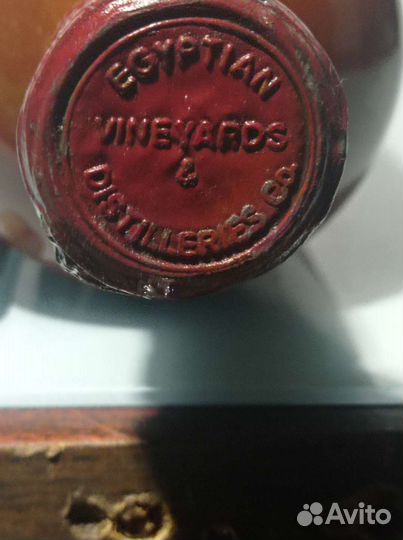 EGYPTIAN
VINEYARDS
&
DISTILLERIES Co.
Avito